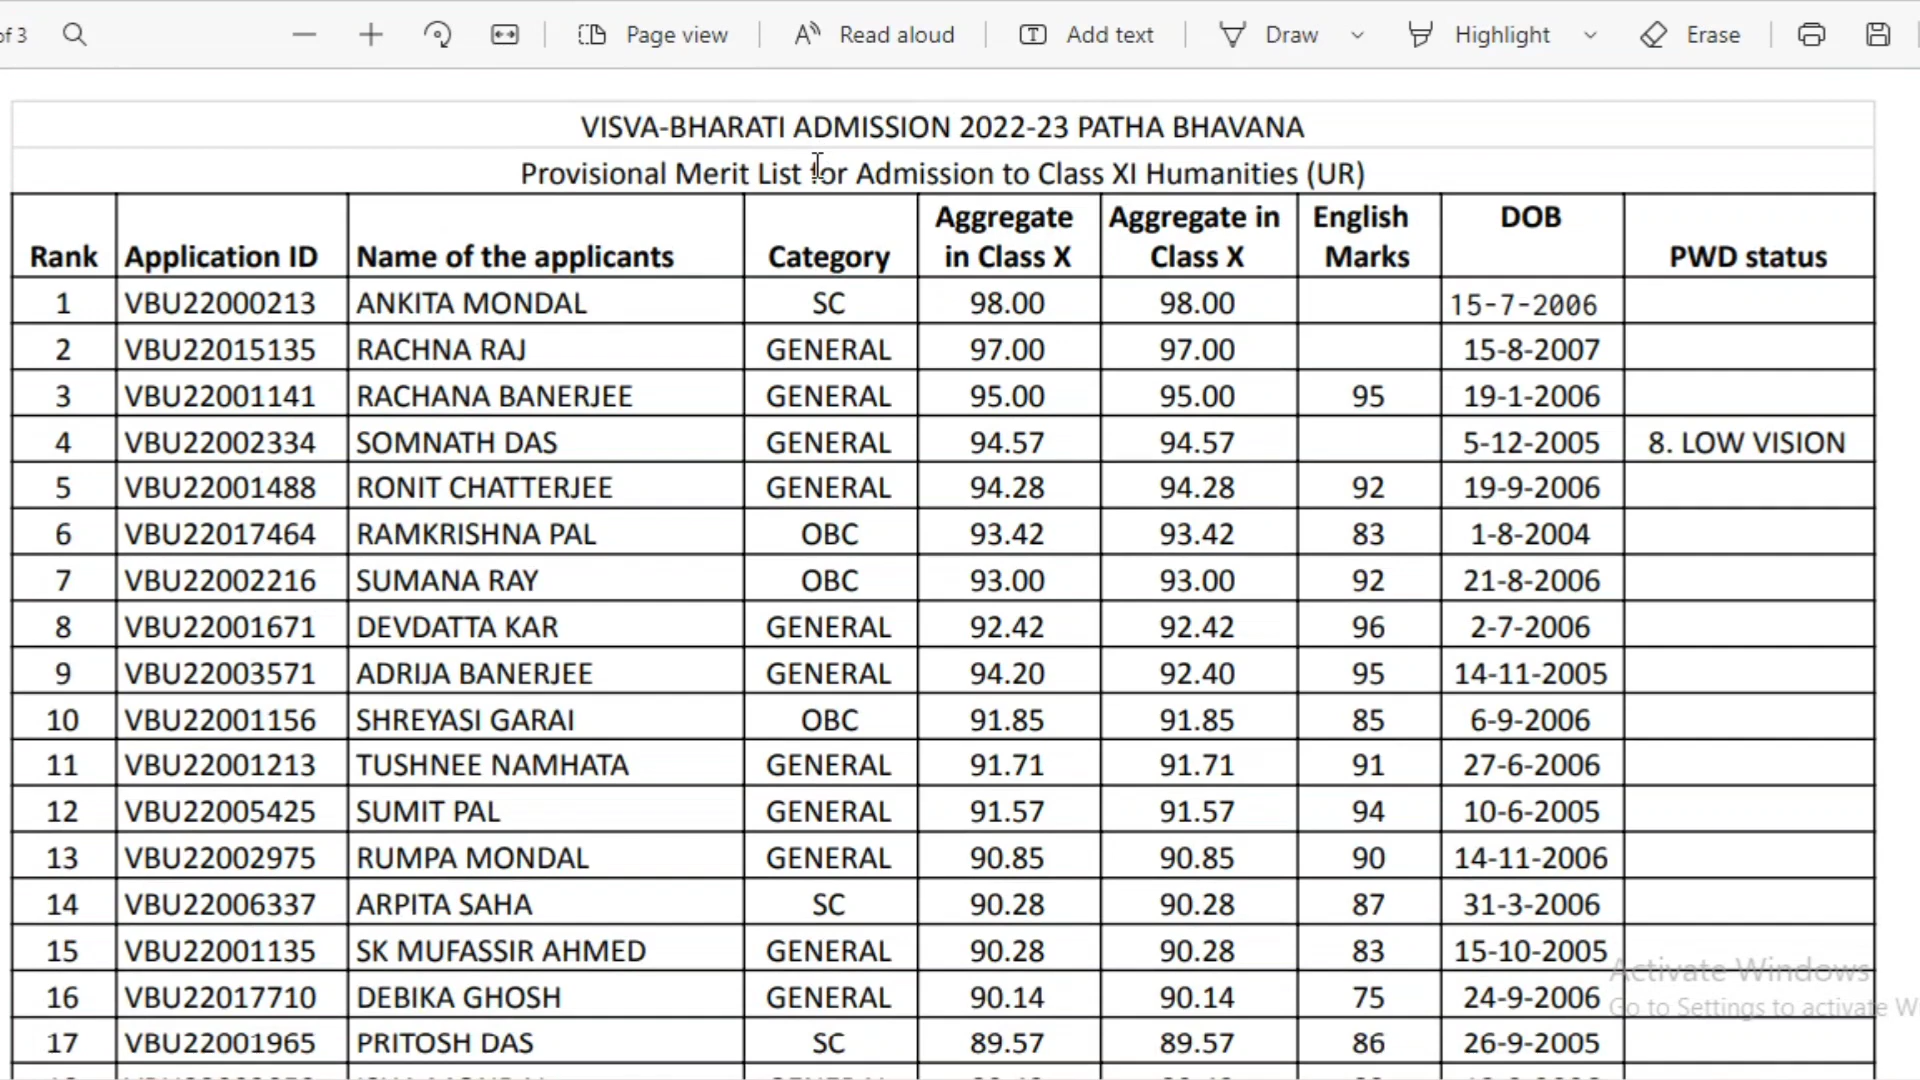 of 3 Page view Read aloud Add text Draw Highlight Erase
VISVA-BHARATI ADMISSION 2022-23 PATHA BHAVANA
Provisional Merit List for Admission to Class XI Humanities (UR)
Rank Application ID Name of the applicants Category Aggregate in Class X Aggregate in Class X English Marks DOB PWD status
1 VBU22000213 ANKITA MONDAL SC 98.00 98.00 15-7-2006
2 VBU22015135 RACHNA RAJ GENERAL 97.00 97.00 15-8-2007
3 VBU22001141 RACHANA BANERJEE GENERAL 95.00 95.00 95 19-1-2006
4 VBU22002334 SOMNATH DAS GENERAL 94.57 94.57 5-12-2005 8. LOW VISION
5 VBU22001488 RONIT CHATTERJEE GENERAL 94.28 94.28 92 19-9-2006
6 VBU22017464 RAMKRISHNA PAL OBC 93.42 93.42 83 1-8-2004
7 VBU22002216 SUMANA RAY OBC 93.00 93.00 92 21-8-2006
8 VBU22001671 DEVDATTA KAR GENERAL 92.42 92.42 96 2-7-2006
9 VBU22003571 ADRIJA BANERJEE GENERAL 94.20 92.40 95 14-11-2005
10 VBU22001156 SHREYASI GARAI OBC 91.85 91.85 85 6-9-2006
11 VBU22001213 TUSHNEE NAMHATA GENERAL 91.71 91.71 91 27-6-2006
12 VBU22005425 SUMIT PAL GENERAL 91.57 91.57 94 10-6-2005
13 VBU22002975 RUMPA MONDAL GENERAL 90.85 90.85 90 14-11-2006
14 VBU22006337 ARPITA SAHA SC 90.28 90.28 87 31-3-2006
15 VBU22001135 SK MUFASSIR AHMED GENERAL 90.28 90.28 83 15-10-2005
Activate Windows
16 VBU22017710 DEBIKA GHOSH GENERAL 90.14 90.14 75 24-9-2006
Go to Settings to activate W
17 VBU22001965 PRITOSH DAS SC 89.57 89.57 86 26-9-2005